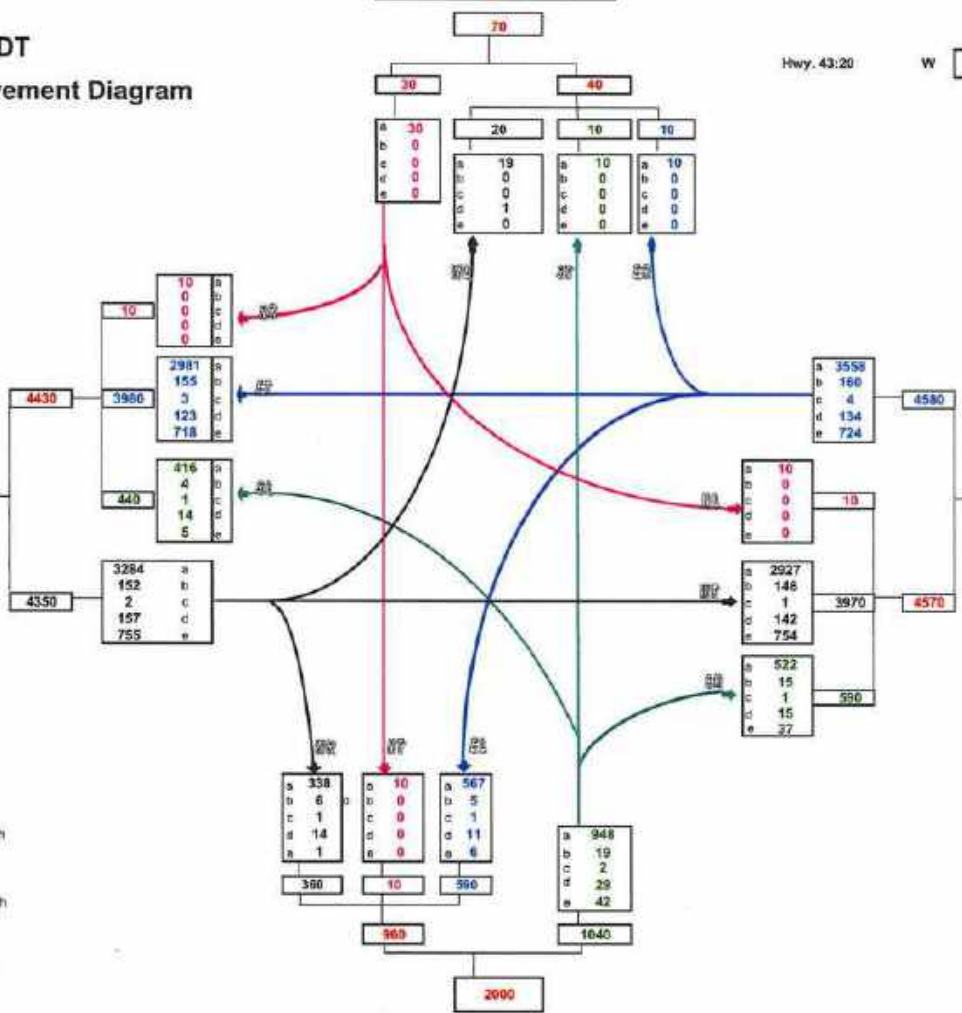 70
DT
Hwy. 43:20 W
vement Diagram
30
40
a 30
b 0
c 0
d 0
e 0
20
10
10
a 19
b 0
c 0
d 1
e 0
a 10
b 0
c 0
d 0
e 0
a 10
b 0
c 0
d 0
e 0
10
10 a
0 b
0 c
0 d
0 e
4430
3980
2981 a
155 b
3 c
123 d
718 e
440
416 a
4 b
1 c
14 d
5 e
4350
3284 a
152 b
2 c
157 d
755 e
a 3558
b 160
c 4
d 134
e 724
4580
a 10
b 0
c 0
d 0
e 0
10
a 2927
b 146
c 1
d 142
e 754
3970
4570
a 522
b 15
c 1
d 15
e 37
590
a 338
b 6
c 1
d 14
e 1
a 10
b 0
c 0
d 0
e 0
a 567
b 5
c 1
d 11
e 6
a 948
b 19
c 2
d 29
e 42
360
10
590
960
1040
2000